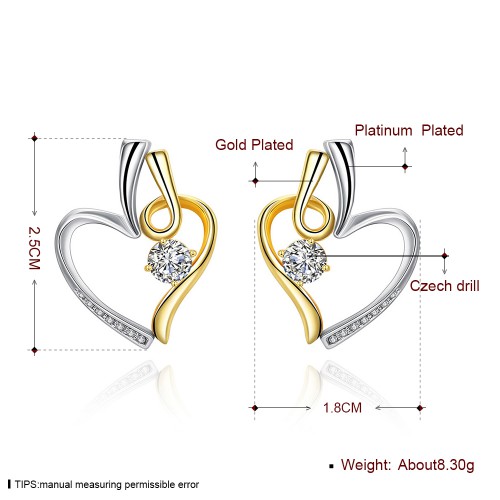 Platinum Plated
Gold Plated
2.5CM
Czech drill
1.8CM
Weight: About8.30g
TIPS:manual measuring permissible error